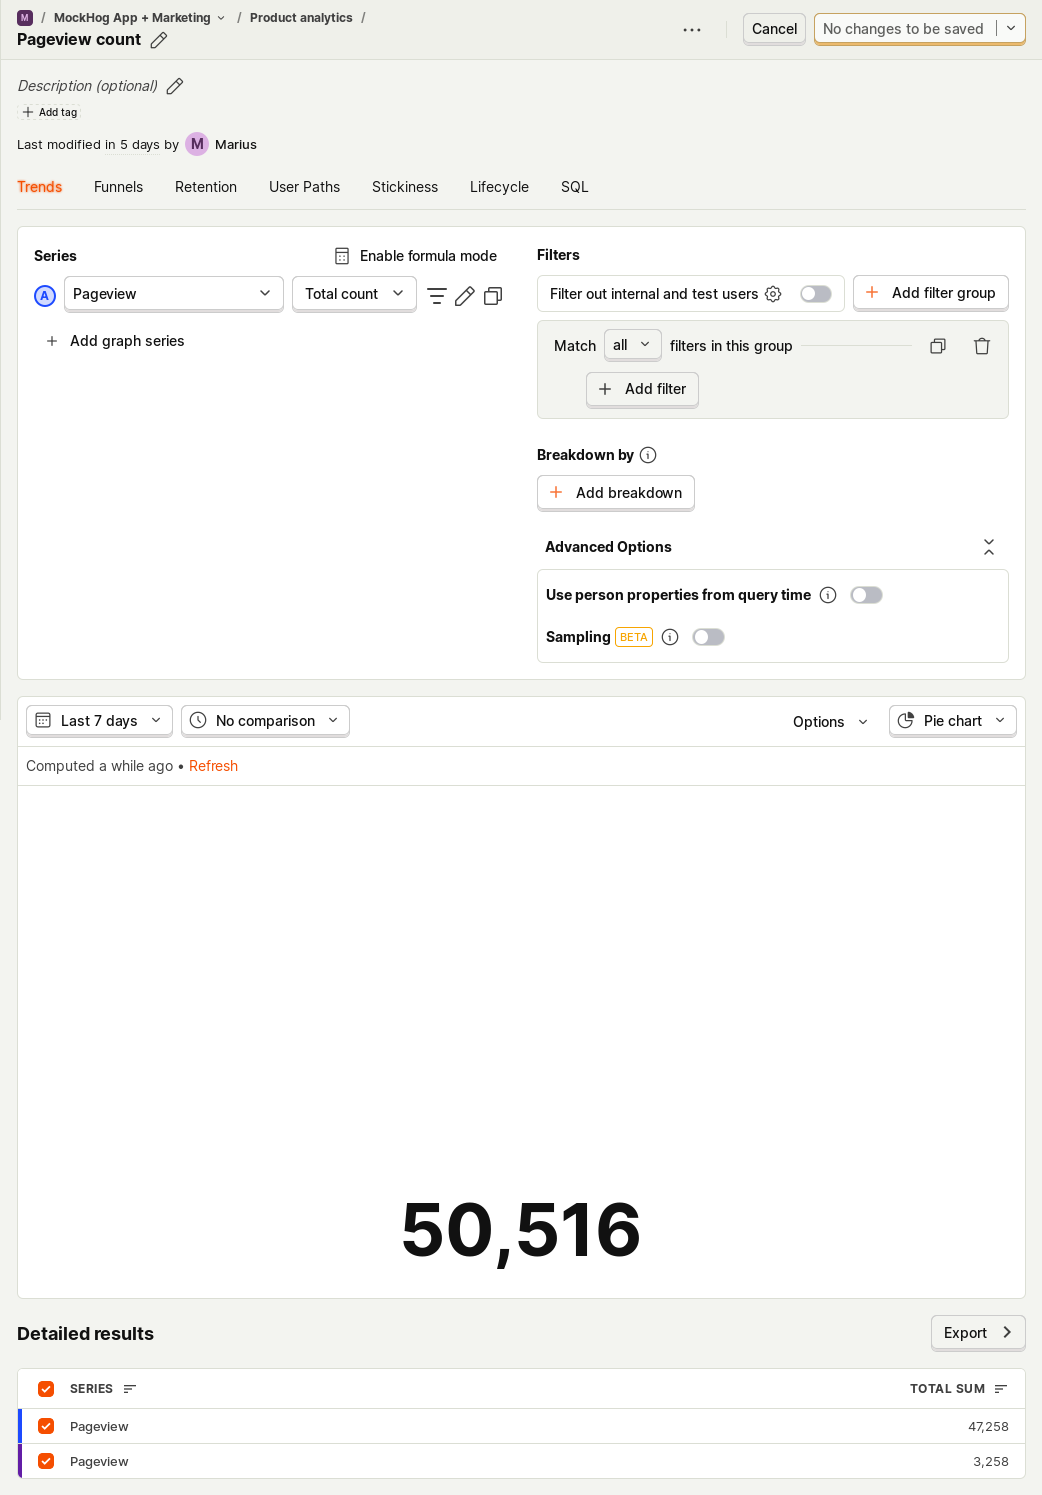 M / MockHog App + Marketing / Product analytics /
Pageview count
Cancel
No changes to be saved
Description (optional)
Add tag
Last modified in 5 days by M Marius
Trends Funnels Retention User Paths Stickiness Lifecycle SQL
Series
Enable formula mode
A Pageview Total count
Add graph series
Filters
Filter out internal and test users
Add filter group
Match all filters in this group
Add filter
Breakdown by
Add breakdown
Advanced Options
Use person properties from query time
Sampling BETA
Last 7 days No comparison Options Pie chart
Computed a while ago • Refresh
50,516
Detailed results
Export
SERIES TOTAL SUM
Pageview 47,258
Pageview 3,258